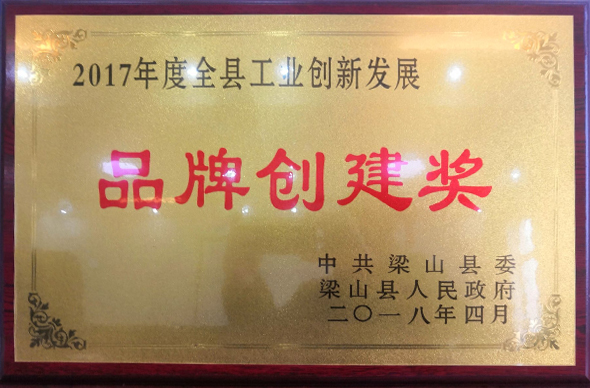 2017年度全县工业创新发展
品牌创建奖
中共梁山县委
梁山县人民政府
二〇一八年四月